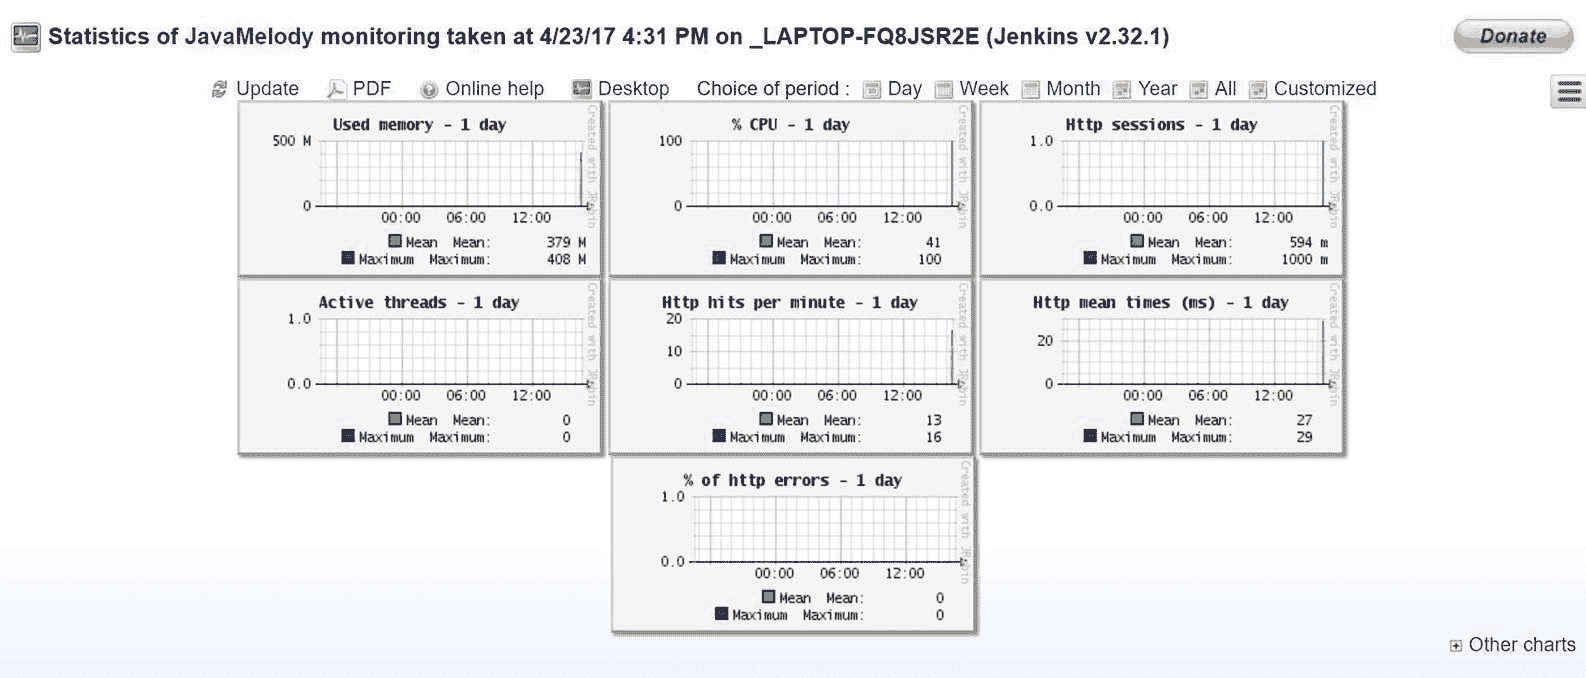 Statistics of JavaMelody monitoring taken at 4/23/17 4:31 PM on _LAPTOP-FQ8JSR2E (Jenkins v2.32.1)
Donate
Update PDF Online help Desktop Choice of period : Day Week Month Year All Customized
Used memory - 1 day
500 M
0
00:00 06:00 12:00
Mean Mean: 379 M
Maximum Maximum: 408 M
Created with JRobin
% CPU - 1 day
100
0
00:00 06:00 12:00
Mean Mean: 41
Maximum Maximum: 100
Created with JRobin
Http sessions - 1 day
1.0
0.0
00:00 06:00 12:00
Mean Mean: 594 m
Maximum Maximum: 1000 m
Created with JRobin
Active threads - 1 day
1.0
0.0
00:00 06:00 12:00
Mean Mean: 0
Maximum Maximum: 0
Created with JRobin
Http hits per minute - 1 day
20
10
0
00:00 06:00 12:00
Mean Mean: 13
Maximum Maximum: 16
Created with JRobin
Http mean times (ms) - 1 day
20
0
00:00 06:00 12:00
Mean Mean: 27
Maximum Maximum: 29
Created with JRobin
% of http errors - 1 day
1.0
0.0
00:00 06:00 12:00
Mean Mean: 0
Maximum Maximum: 0
Created with JRobin
Other charts